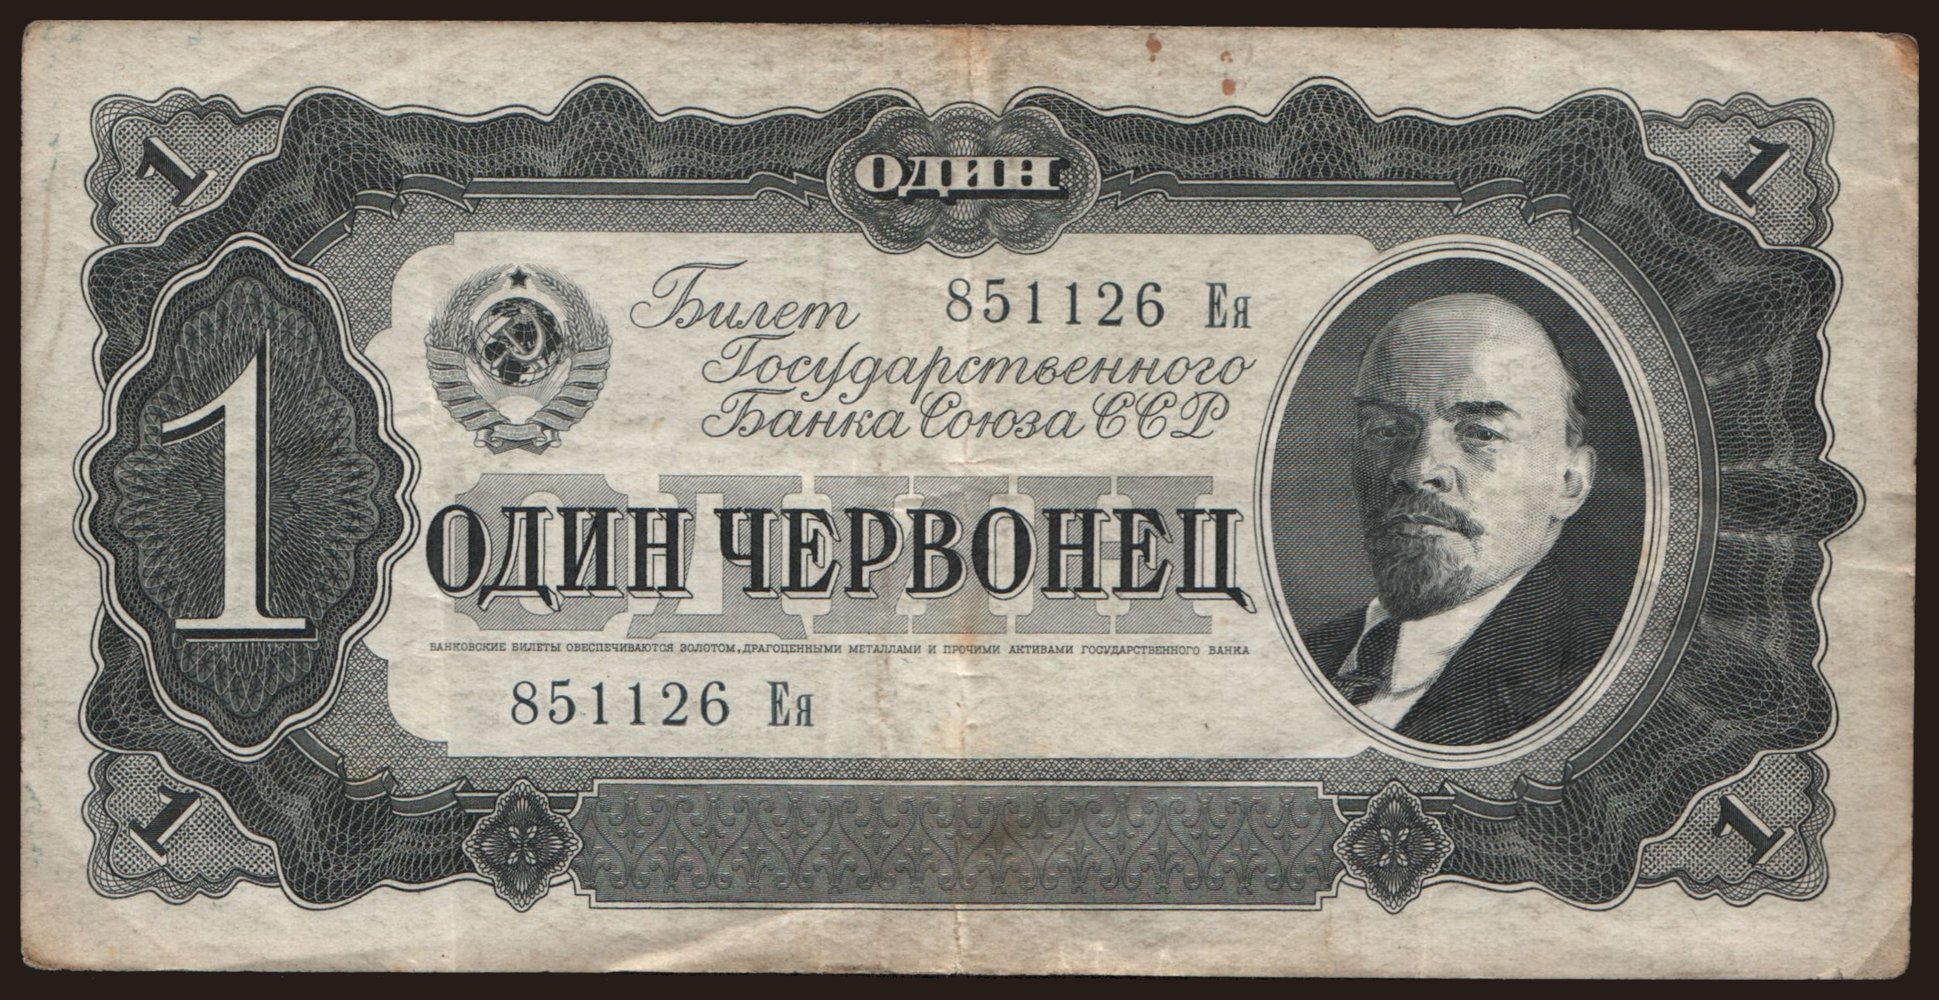 1 ОДИН 1
Билет 851126 Ея
Государственного
Банка Союза ССР
1
ОДИН
ОДИН ЧЕРВОНЕЦ
БАНКОВСКИЕ БИЛЕТЫ ОБЕСПЕЧИВАЮТСЯ ЗОЛОТОМ, ДРАГОЦЕННЫМИ МЕТАЛЛАМИ И ПРОЧИМИ АКТИВАМИ ГОСУДАРСТВЕННОГО БАНКА
851126 Ея
1 1